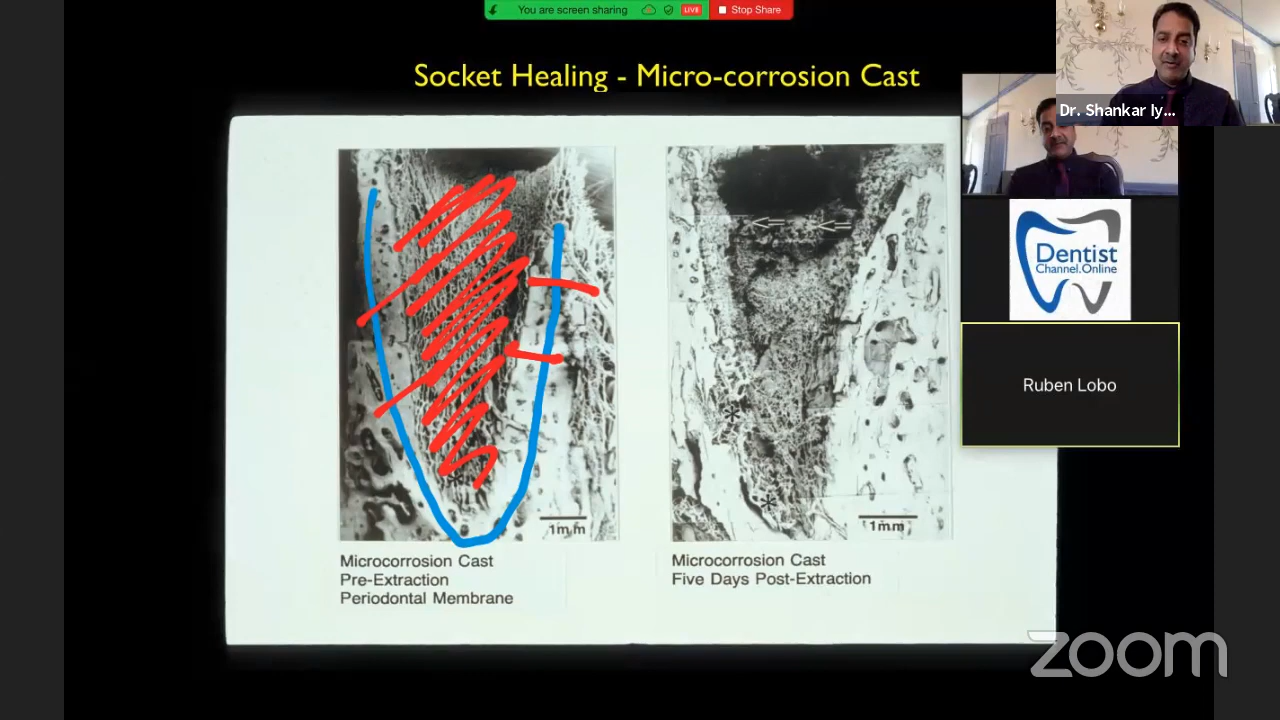 You are screen sharing
LIVE
Stop Share
Socket Healing - Micro-corrosion Cast
Dr. Shankar Iy...
Dentist
Channel.Online
Ruben Lobo
1mm
1mm
Microcorrosion Cast
Pre-Extraction
Periodontal Membrane
Microcorrosion Cast
Five Days Post-Extraction
zoom